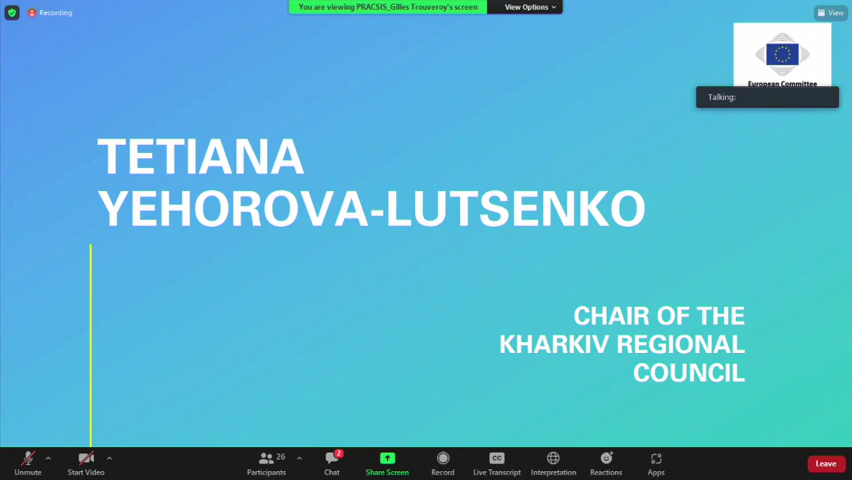 Recording
You are viewing PRACSIS_Gilles Trouveroy's screen
View Options
View
European Committee
Talking:
TETIANA
YEHOROVA-LUTSENKO
CHAIR OF THE
KHARKIV REGIONAL
COUNCIL
Unmute
Start Video
26
Participants
2
Chat
Share Screen
Record
CC
Live Transcript
Interpretation
Reactions
Apps
Leave